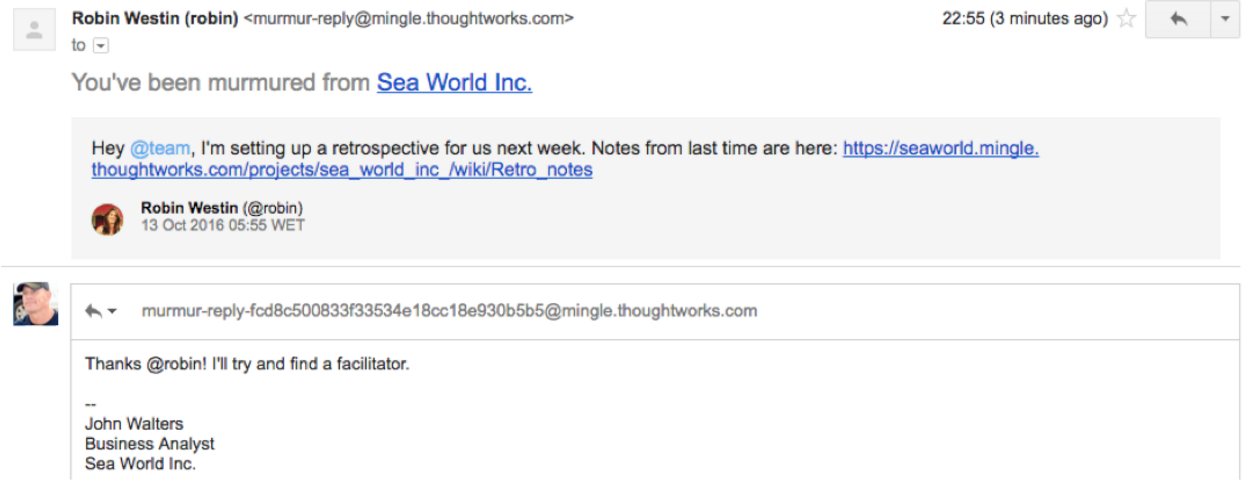 Robin Westin (robin) <murmur-reply@mingle.thoughtworks.com> 22:55 (3 minutes ago)
to
You've been murmured from Sea World Inc.
Hey @team, I'm setting up a retrospective for us next week. Notes from last time are here: https://seaworld.mingle.
thoughtworks.com/projects/sea_world_inc_/wiki/Retro_notes
Robin Westin (@robin)
13 Oct 2016 05:55 WET
murmur-reply-fcd8c500833f33534e18cc18e930b5b5@mingle.thoughtworks.com
Thanks @robin! I'll try and find a facilitator.
--
John Walters
Business Analyst
Sea World Inc.